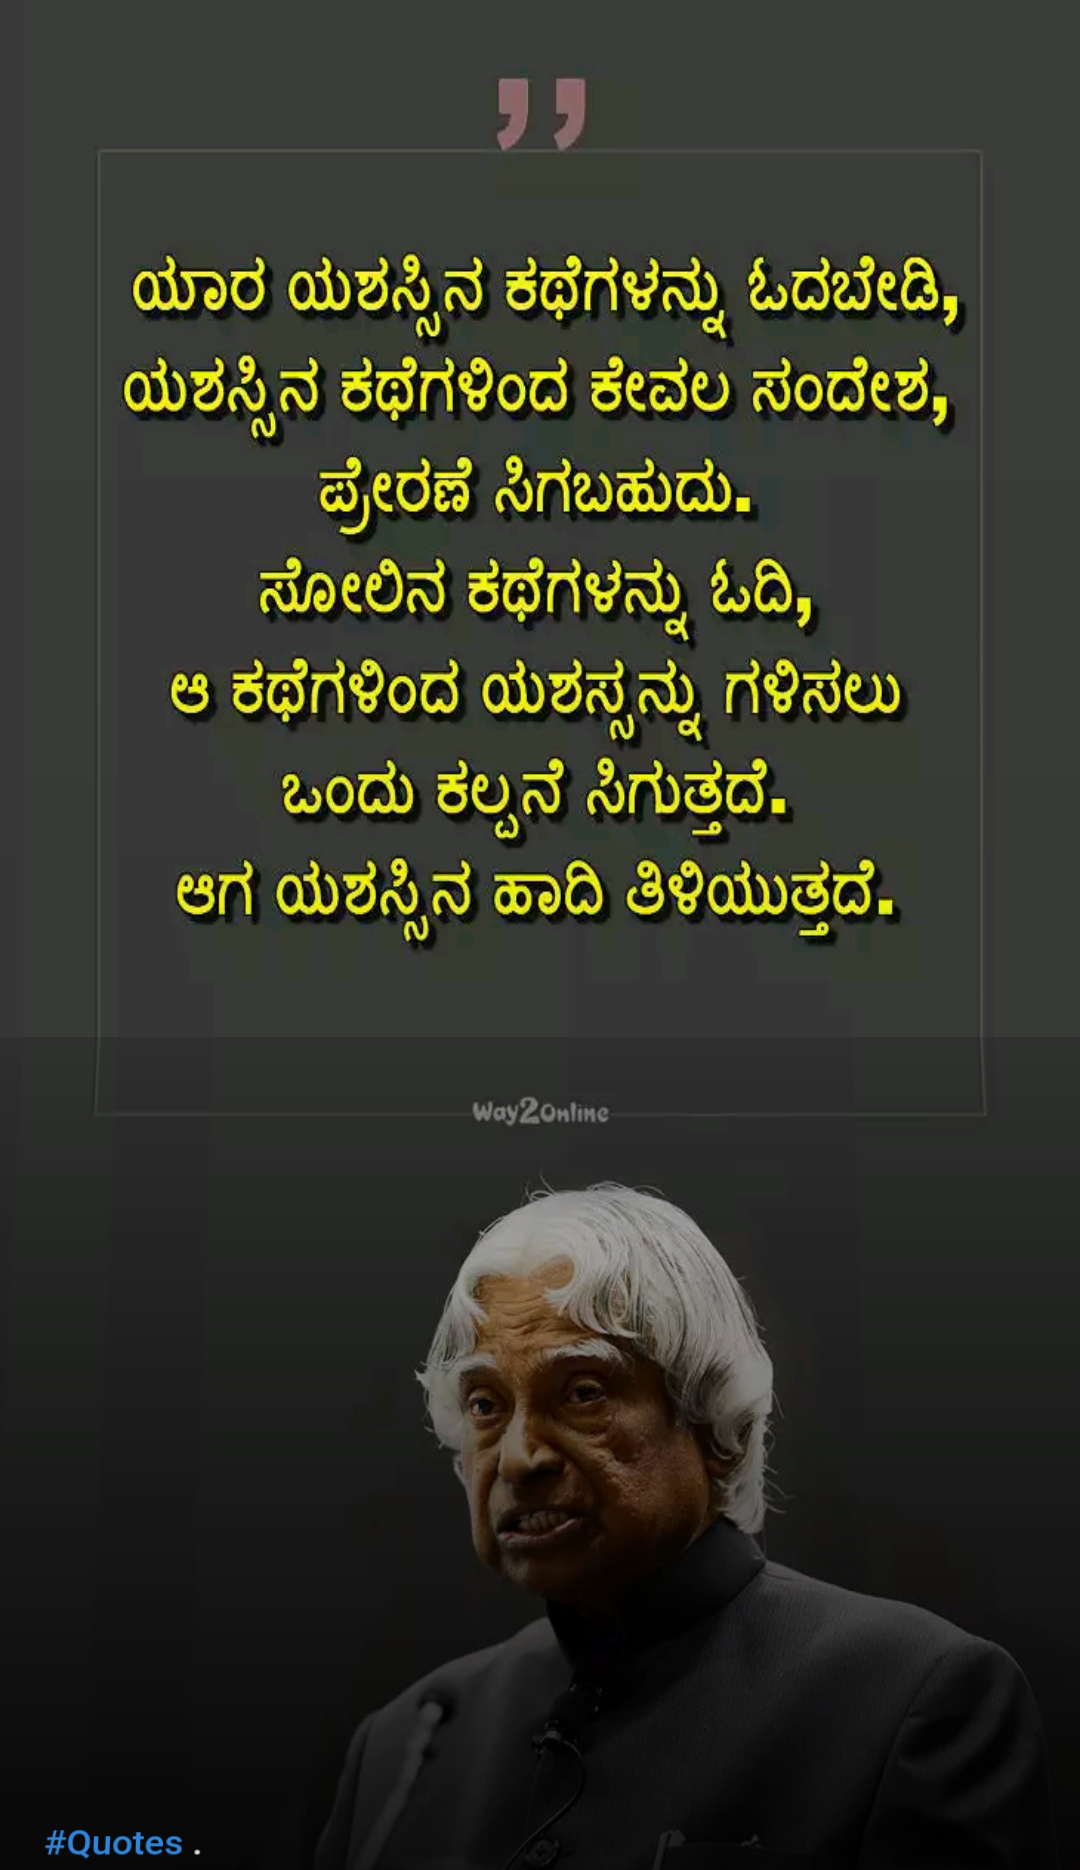 ಯಾರ ಯಶಸ್ಸಿನ ಕಥೆಗಳನ್ನು ಓದಬೇಡಿ,
ಯಶಸ್ಸಿನ ಕಥೆಗಳಿಂದ ಕೇವಲ ಸಂದೇಶ,
ಪ್ರೇರಣೆ ಸಿಗಬಹುದು.
ಸೋಲಿನ ಕಥೆಗಳನ್ನು ಓದಿ,
ಆ ಕಥೆಗಳಿಂದ ಯಶಸ್ಸನ್ನು ಗಳಿಸಲು
ಒಂದು ಕಲ್ಪನೆ ಸಿಗುತ್ತದೆ.
ಆಗ ಯಶಸ್ಸಿನ ಹಾದಿ ತಿಳಿಯುತ್ತದೆ.
Way2Online
#Quotes .